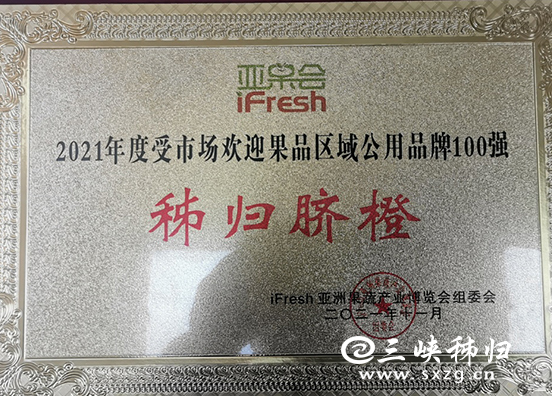 亚果会
iFresh
2021年度受市场欢迎果品区域公用品牌100强
秭归脐橙
iFresh 亚洲果蔬产业博览会组委会
二〇二一年十一月
组委会
三峡秭归
www.sxzg.cn